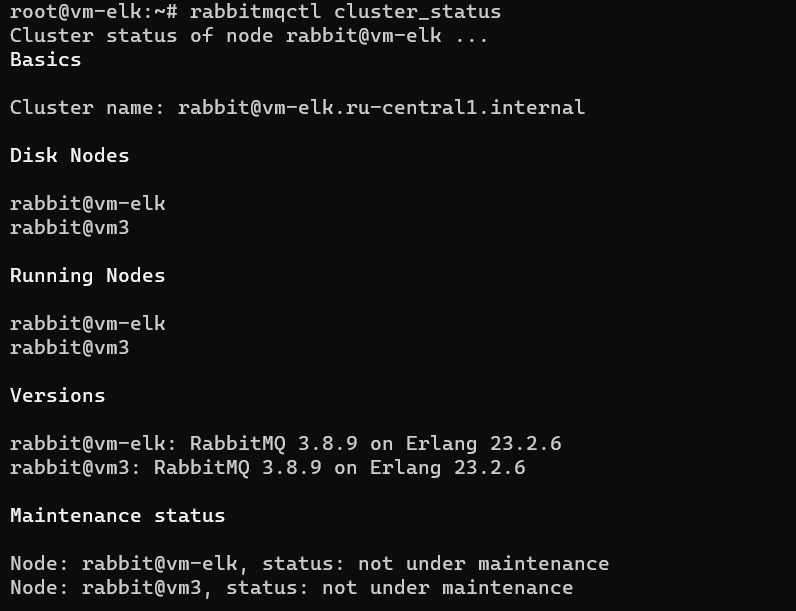 root@vm-elk:~# rabbitmqctl cluster_status
Cluster status of node rabbit@vm-elk ...
Basics
Cluster name: rabbit@vm-elk.ru-central1.internal
Disk Nodes
rabbit@vm-elk
rabbit@vm3
Running Nodes
rabbit@vm-elk
rabbit@vm3
Versions
rabbit@vm-elk: RabbitMQ 3.8.9 on Erlang 23.2.6
rabbit@vm3: RabbitMQ 3.8.9 on Erlang 23.2.6
Maintenance status
Node: rabbit@vm-elk, status: not under maintenance
Node: rabbit@vm3, status: not under maintenance